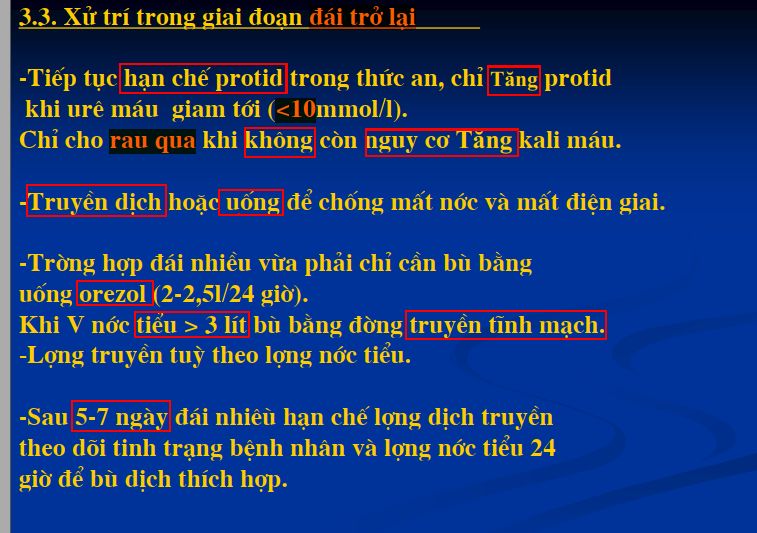 3.3. Xử trí trong giai đoạn đái trở lại
-Tiếp tục hạn chế protid trong thức an, chỉ Tăng protid
khi urê máu giam tới (<10mmol/l).
Chỉ cho rau qua khi không còn nguy cơ Tăng kali máu.
-Truyền dịch hoặc uống để chống mất nớc và mất điện giai.
-Trờng hợp đái nhiều vừa phải chỉ cần bù bằng
uống orezol (2-2,5l/24 giờ).
Khi V nớc tiểu > 3 lít bù bằng đờng truyền tĩnh mạch.
-Lợng truyền tuỳ theo lợng nớc tiểu.
-Sau 5-7 ngày đái nhiêù hạn chế lợng dịch truyền
theo dõi tinh trạng bệnh nhân và lợng nớc tiểu 24
giờ để bù dịch thích hợp.